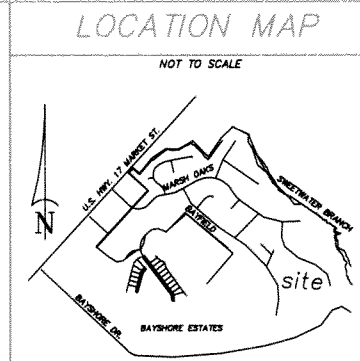 LOCATION MAP
NOT TO SCALE
U.S. HWY. 17 MARKET ST.
MARSH OAKS
SWEETWATER BRANCH
BAYFIELD
N
site
BAYSHORE DR.
BAYSHORE ESTATES